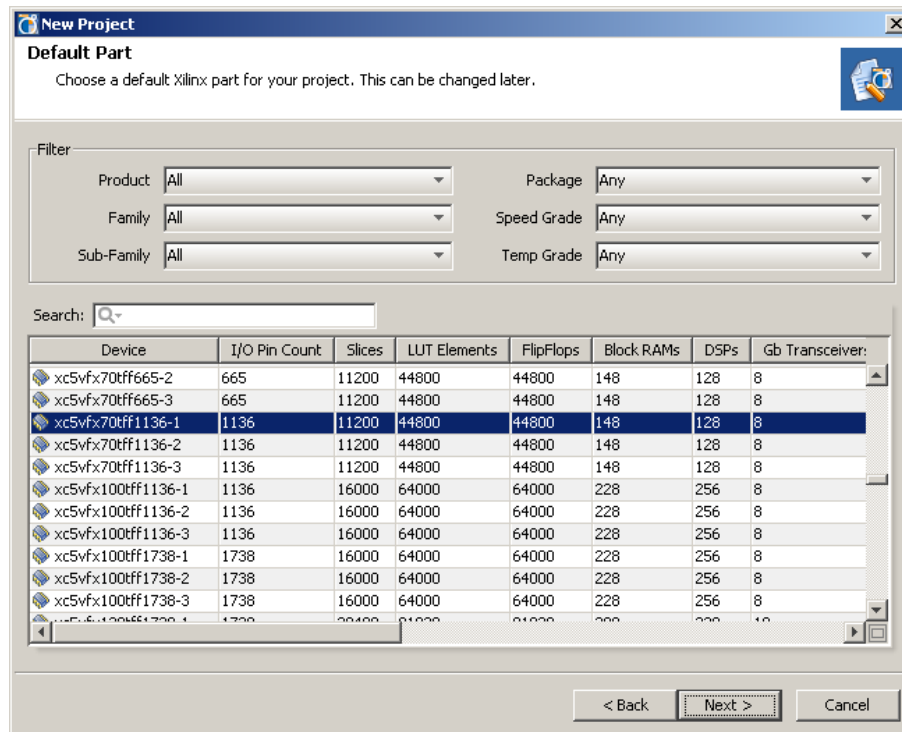 New Project
Default Part
Choose a default Xilinx part for your project. This can be changed later.
Filter
Product All Package Any
Family All Speed Grade Any
Sub-Family All Temp Grade Any
Search:
Device I/O Pin Count Slices LUT Elements FlipFlops Block RAMs DSPs Gb Transceivers
xc5vfx70tff665-2 665 11200 44800 44800 148 128 8
xc5vfx70tff665-3 665 11200 44800 44800 148 128 8
xc5vfx70tff1136-1 1136 11200 44800 44800 148 128 8
xc5vfx70tff1136-2 1136 11200 44800 44800 148 128 8
xc5vfx70tff1136-3 1136 11200 44800 44800 148 128 8
xc5vfx100tff1136-1 1136 16000 64000 64000 228 256 8
xc5vfx100tff1136-2 1136 16000 64000 64000 228 256 8
xc5vfx100tff1136-3 1136 16000 64000 64000 228 256 8
xc5vfx100tff1738-1 1738 16000 64000 64000 228 256 8
xc5vfx100tff1738-2 1738 16000 64000 64000 228 256 8
xc5vfx100tff1738-3 1738 16000 64000 64000 228 256 8
< Back Next > Cancel